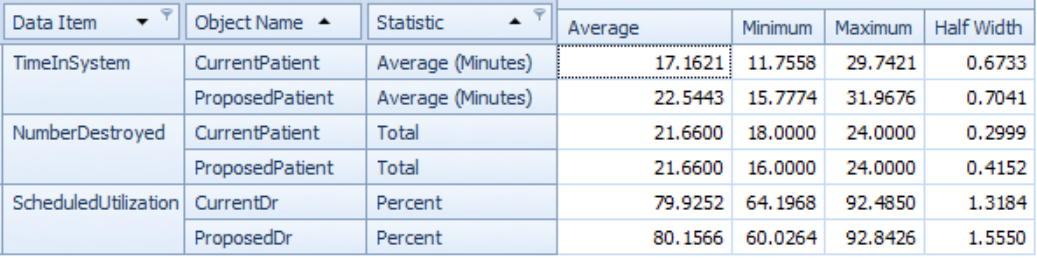 Data Item Object Name Statistic Average Minimum Maximum Half Width
TimeInSystem CurrentPatient Average (Minutes) 17.1621 11.7558 29.7421 0.6733
ProposedPatient Average (Minutes) 22.5443 15.7774 31.9676 0.7041
NumberDestroyed CurrentPatient Total 21.6600 18.0000 24.0000 0.2999
ProposedPatient Total 21.6600 16.0000 24.0000 0.4152
ScheduledUtilization CurrentDr Percent 79.9252 64.1968 92.4850 1.3184
ProposedDr Percent 80.1566 60.0264 92.8426 1.5550